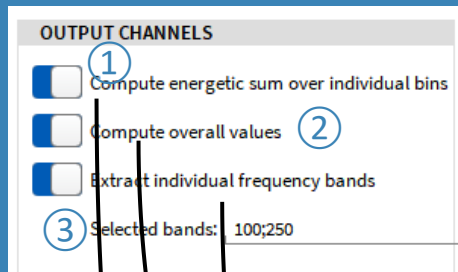 OUTPUT CHANNELS
①
Compute energetic sum over individual bins
Compute overall values ②
Extract individual frequency bands
③ Selected bands: 100;250